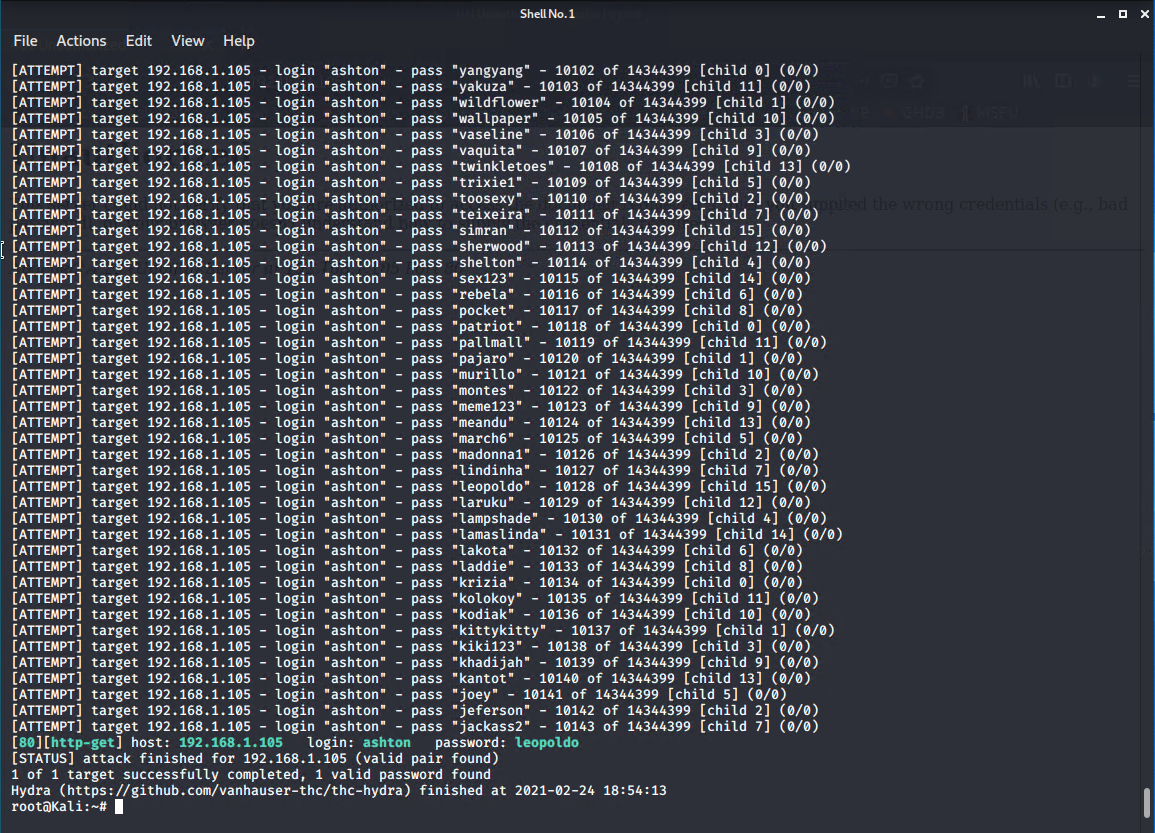 Shell No. 1
File Actions Edit View Help
[ATTEMPT] target 192.168.1.105 - login "ashton" - pass "yangyang" - 10102 of 14344399 [child 0] (0/0)
[ATTEMPT] target 192.168.1.105 - login "ashton" - pass "yakuza" - 10103 of 14344399 [child 11] (0/0)
[ATTEMPT] target 192.168.1.105 - login "ashton" - pass "wildflower" - 10104 of 14344399 [child 1] (0/0)
[ATTEMPT] target 192.168.1.105 - login "ashton" - pass "wallpaper" - 10105 of 14344399 [child 10] (0/0)
[ATTEMPT] target 192.168.1.105 - login "ashton" - pass "vaseline" - 10106 of 14344399 [child 3] (0/0)
[ATTEMPT] target 192.168.1.105 - login "ashton" - pass "vaquita" - 10107 of 14344399 [child 9] (0/0)
[ATTEMPT] target 192.168.1.105 - login "ashton" - pass "twinkletoes" - 10108 of 14344399 [child 13] (0/0)
[ATTEMPT] target 192.168.1.105 - login "ashton" - pass "trixie1" - 10109 of 14344399 [child 5] (0/0)
[ATTEMPT] target 192.168.1.105 - login "ashton" - pass "toosexy" - 10110 of 14344399 [child 2] (0/0)
[ATTEMPT] target 192.168.1.105 - login "ashton" - pass "teixeira" - 10111 of 14344399 [child 7] (0/0)
the wrong credentials (e.g., bad
[ATTEMPT] target 192.168.1.105 - login "ashton" - pass "simran" - 10112 of 14344399 [child 15] (0/0)
[ATTEMPT] target 192.168.1.105 - login "ashton" - pass "sherwood" - 10113 of 14344399 [child 12] (0/0)
[ATTEMPT] target 192.168.1.105 - login "ashton" - pass "shelton" - 10114 of 14344399 [child 4] (0/0)
[ATTEMPT] target 192.168.1.105 - login "ashton" - pass "sex123" - 10115 of 14344399 [child 14] (0/0)
[ATTEMPT] target 192.168.1.105 - login "ashton" - pass "rebela" - 10116 of 14344399 [child 6] (0/0)
[ATTEMPT] target 192.168.1.105 - login "ashton" - pass "pocket" - 10117 of 14344399 [child 8] (0/0)
[ATTEMPT] target 192.168.1.105 - login "ashton" - pass "patriot" - 10118 of 14344399 [child 0] (0/0)
[ATTEMPT] target 192.168.1.105 - login "ashton" - pass "pallmall" - 10119 of 14344399 [child 11] (0/0)
[ATTEMPT] target 192.168.1.105 - login "ashton" - pass "pajaro" - 10120 of 14344399 [child 1] (0/0)
[ATTEMPT] target 192.168.1.105 - login "ashton" - pass "murillo" - 10121 of 14344399 [child 10] (0/0)
[ATTEMPT] target 192.168.1.105 - login "ashton" - pass "montes" - 10122 of 14344399 [child 3] (0/0)
[ATTEMPT] target 192.168.1.105 - login "ashton" - pass "meme123" - 10123 of 14344399 [child 9] (0/0)
[ATTEMPT] target 192.168.1.105 - login "ashton" - pass "meandu" - 10124 of 14344399 [child 13] (0/0)
[ATTEMPT] target 192.168.1.105 - login "ashton" - pass "march6" - 10125 of 14344399 [child 5] (0/0)
[ATTEMPT] target 192.168.1.105 - login "ashton" - pass "madonna1" - 10126 of 14344399 [child 2] (0/0)
[ATTEMPT] target 192.168.1.105 - login "ashton" - pass "lindinha" - 10127 of 14344399 [child 7] (0/0)
[ATTEMPT] target 192.168.1.105 - login "ashton" - pass "leopoldo" - 10128 of 14344399 [child 15] (0/0)
[ATTEMPT] target 192.168.1.105 - login "ashton" - pass "laruku" - 10129 of 14344399 [child 12] (0/0)
[ATTEMPT] target 192.168.1.105 - login "ashton" - pass "lampshade" - 10130 of 14344399 [child 4] (0/0)
[ATTEMPT] target 192.168.1.105 - login "ashton" - pass "lamaslinda" - 10131 of 14344399 [child 14] (0/0)
[ATTEMPT] target 192.168.1.105 - login "ashton" - pass "lakota" - 10132 of 14344399 [child 6] (0/0)
[ATTEMPT] target 192.168.1.105 - login "ashton" - pass "laddie" - 10133 of 14344399 [child 8] (0/0)
[ATTEMPT] target 192.168.1.105 - login "ashton" - pass "krizia" - 10134 of 14344399 [child 0] (0/0)
[ATTEMPT] target 192.168.1.105 - login "ashton" - pass "kolokoy" - 10135 of 14344399 [child 11] (0/0)
[ATTEMPT] target 192.168.1.105 - login "ashton" - pass "kodiak" - 10136 of 14344399 [child 10] (0/0)
[ATTEMPT] target 192.168.1.105 - login "ashton" - pass "kittykitty" - 10137 of 14344399 [child 1] (0/0)
[ATTEMPT] target 192.168.1.105 - login "ashton" - pass "kiki123" - 10138 of 14344399 [child 3] (0/0)
[ATTEMPT] target 192.168.1.105 - login "ashton" - pass "khadijah" - 10139 of 14344399 [child 9] (0/0)
[ATTEMPT] target 192.168.1.105 - login "ashton" - pass "kantot" - 10140 of 14344399 [child 13] (0/0)
[ATTEMPT] target 192.168.1.105 - login "ashton" - pass "joey" - 10141 of 14344399 [child 5] (0/0)
[ATTEMPT] target 192.168.1.105 - login "ashton" - pass "jeferson" - 10142 of 14344399 [child 2] (0/0)
[ATTEMPT] target 192.168.1.105 - login "ashton" - pass "jackass2" - 10143 of 14344399 [child 7] (0/0)
[80][http-get] host: 192.168.1.105 login: ashton password: leopoldo
[STATUS] attack finished for 192.168.1.105 (valid pair found)
1 of 1 target successfully completed, 1 valid password found
Hydra (https://github.com/vanhauser-thc/thc-hydra) finished at 2021-02-24 18:54:13
root@Kali:~#